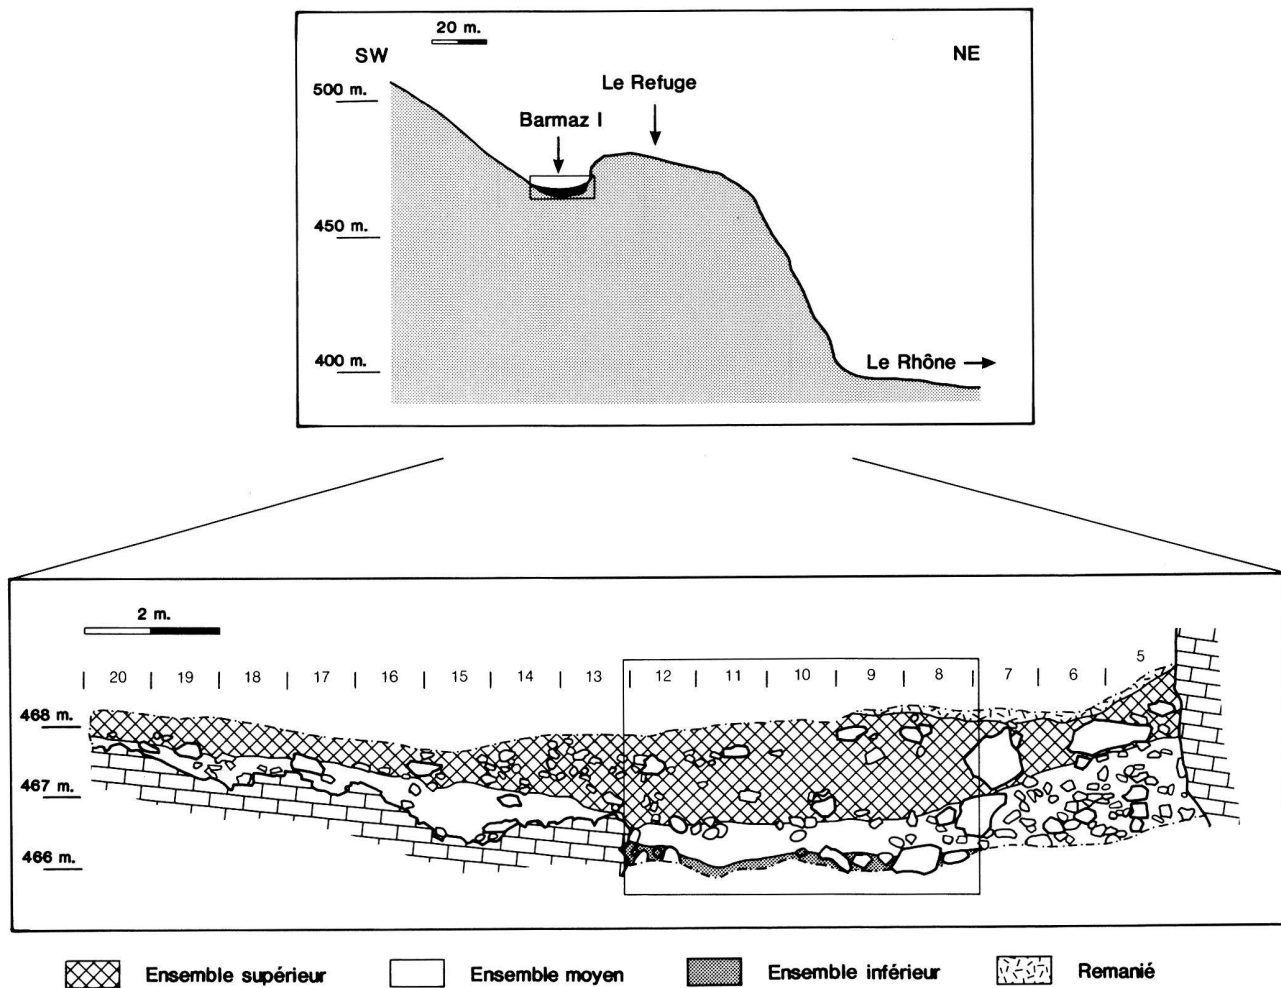 20 m.
SW NE
500 m.
Le Refuge
Barmaz I
450 m.
400 m.
Le Rhône
2 m.
20 19 18 17 16 15 14 13 12 11 10 9 8 7 6 5
468 m.
467 m.
466 m.
Ensemble supérieur Ensemble moyen Ensemble inférieur Remanié